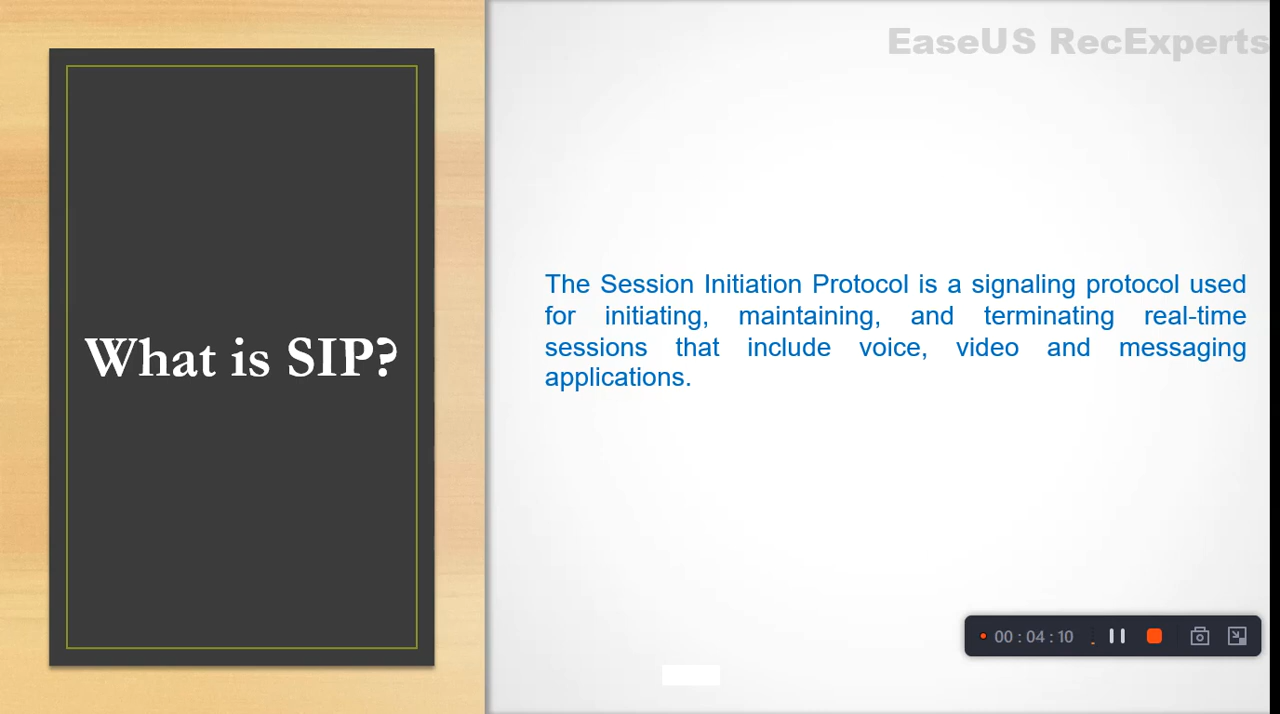 EaseUS RecExperts
What is SIP?
The Session Initiation Protocol is a signaling protocol used
for initiating, maintaining, and terminating real-time
sessions that include voice, video and messaging
applications.
00 : 04 : 10